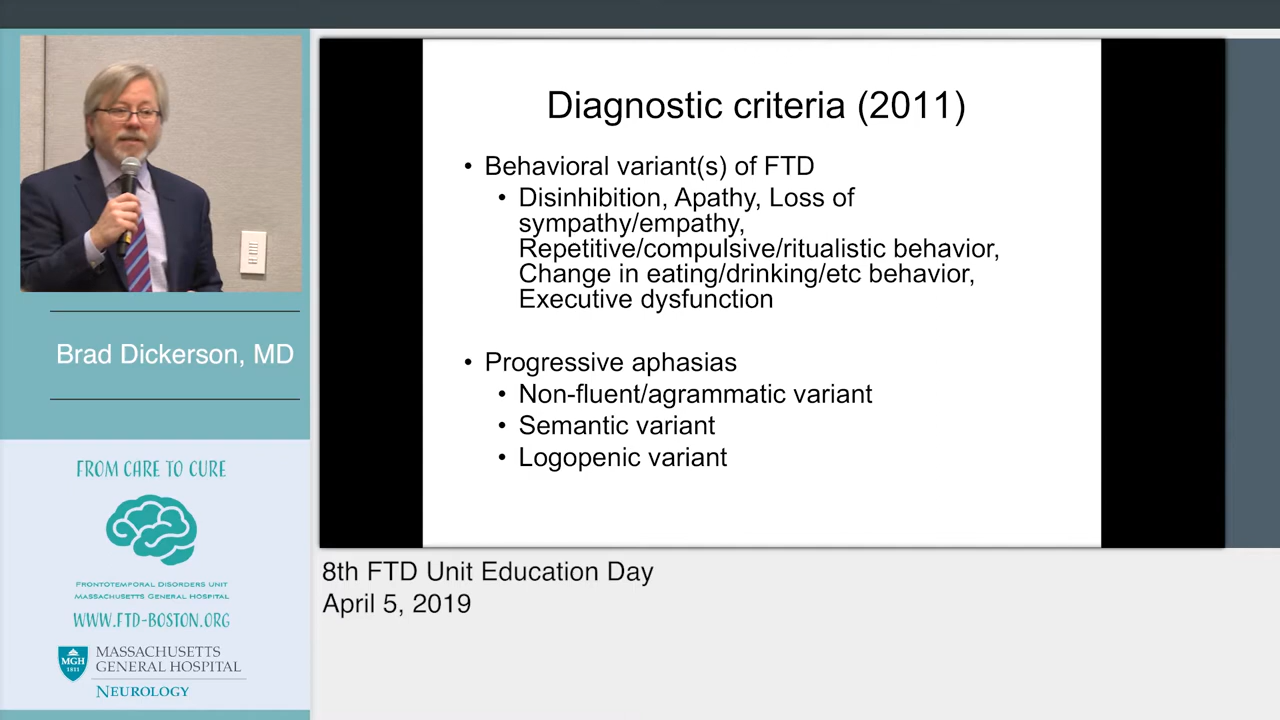 Brad Dickerson, MD
FROM CARE TO CURE
FRONTOTEMPORAL DISORDERS UNIT
MASSACHUSETTS GENERAL HOSPITAL
WWW.FTD-BOSTON.ORG
MGH
1811
MASSACHUSETTS
GENERAL HOSPITAL
NEUROLOGY
Diagnostic criteria (2011)
• Behavioral variant(s) of FTD
• Disinhibition, Apathy, Loss of
sympathy/empathy,
Repetitive/compulsive/ritualistic behavior,
Change in eating/drinking/etc behavior,
Executive dysfunction
• Progressive aphasias
• Non-fluent/agrammatic variant
• Semantic variant
• Logopenic variant
8th FTD Unit Education Day
April 5, 2019